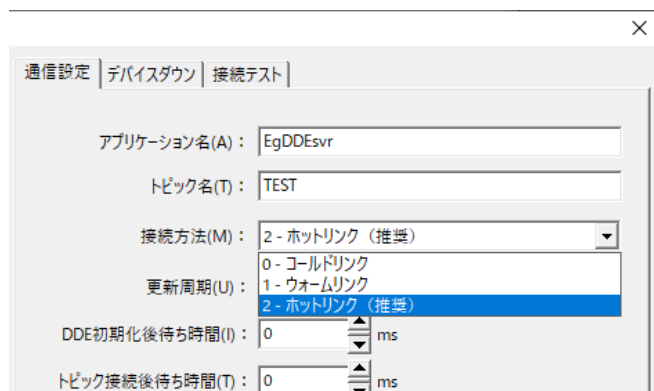 通信設定 デバイスダウン 接続テスト
アプリケーション名(A)： EgDDEsvr
トピック名(T)： TEST
接続方法(M)： 2 - ホットリンク（推奨）
0 - コールドリンク
更新周期(U)： 1 - ウォームリンク
2 - ホットリンク（推奨）
DDE初期化後待ち時間(I)： 0 ms
トピック接続後待ち時間(T)： 0 ms